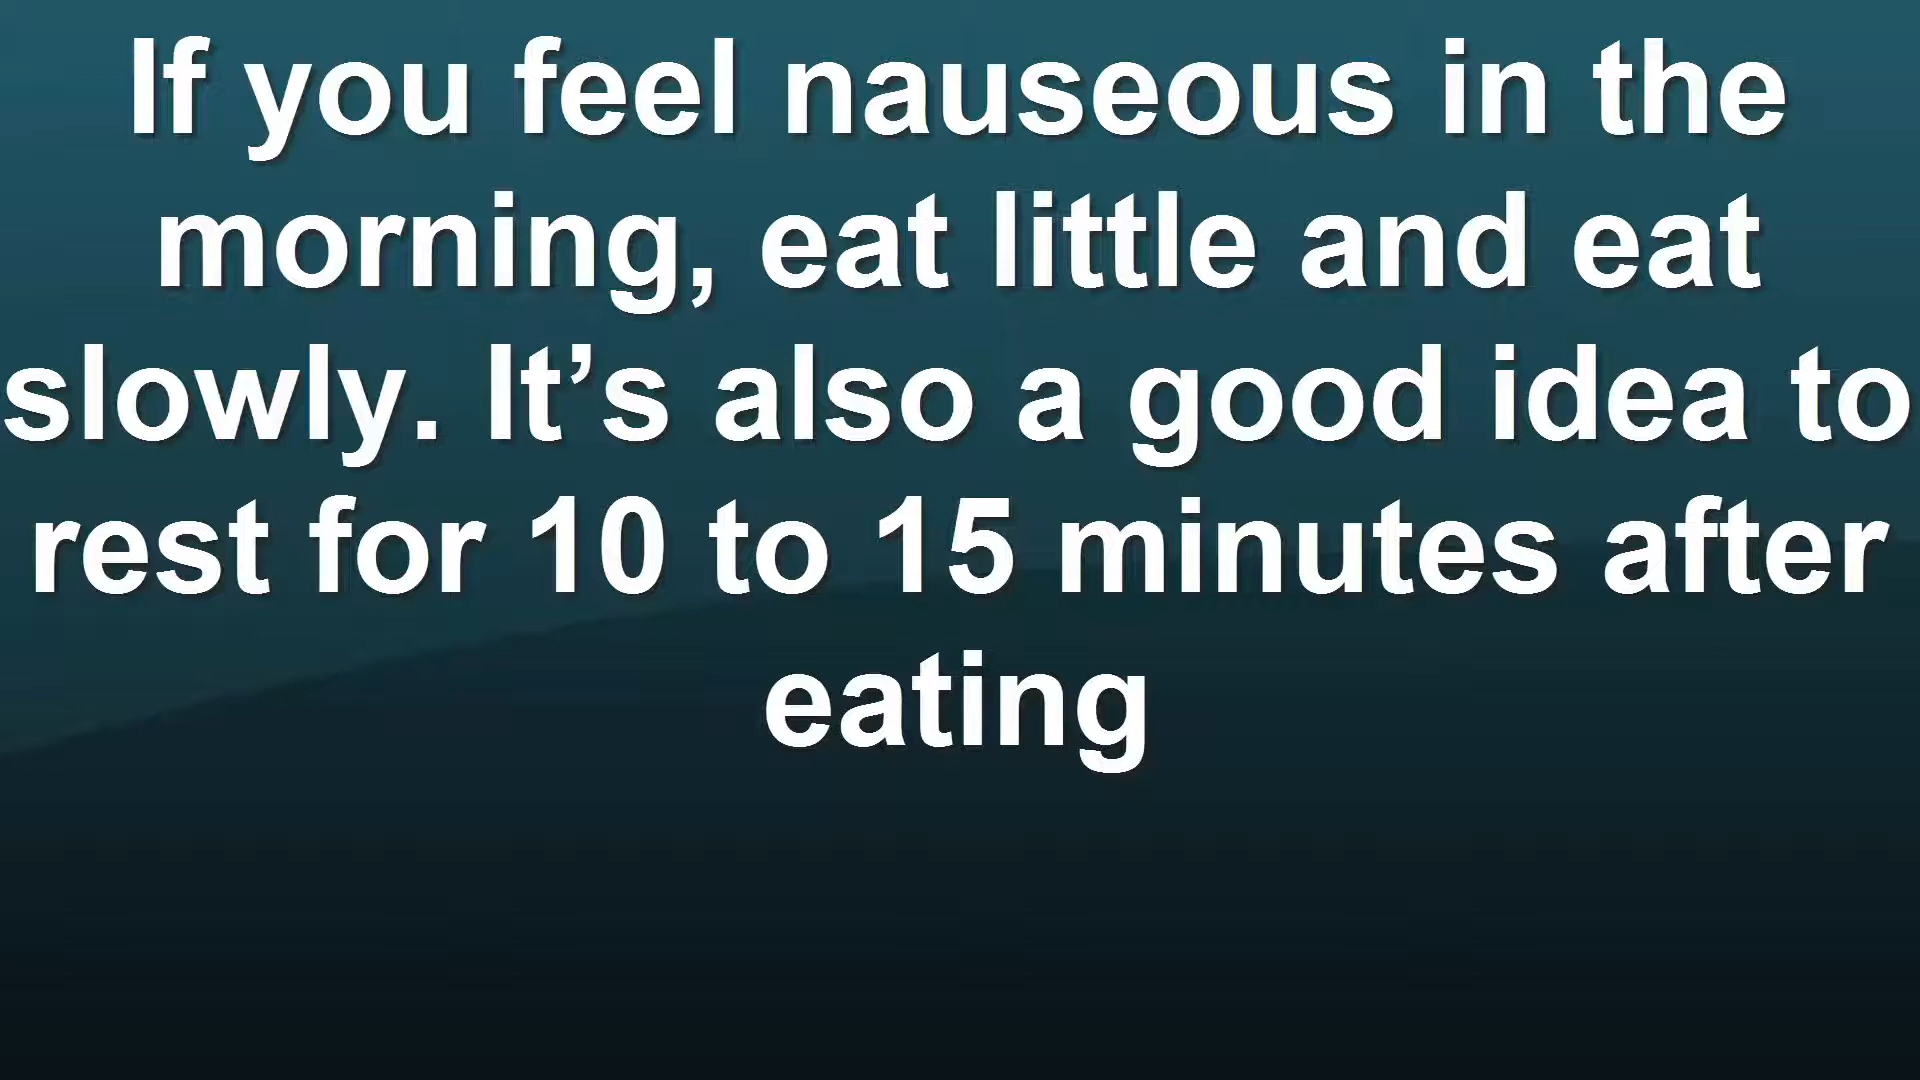 If you feel nauseous in the
morning, eat little and eat
slowly. It’s also a good idea to
rest for 10 to 15 minutes after
eating